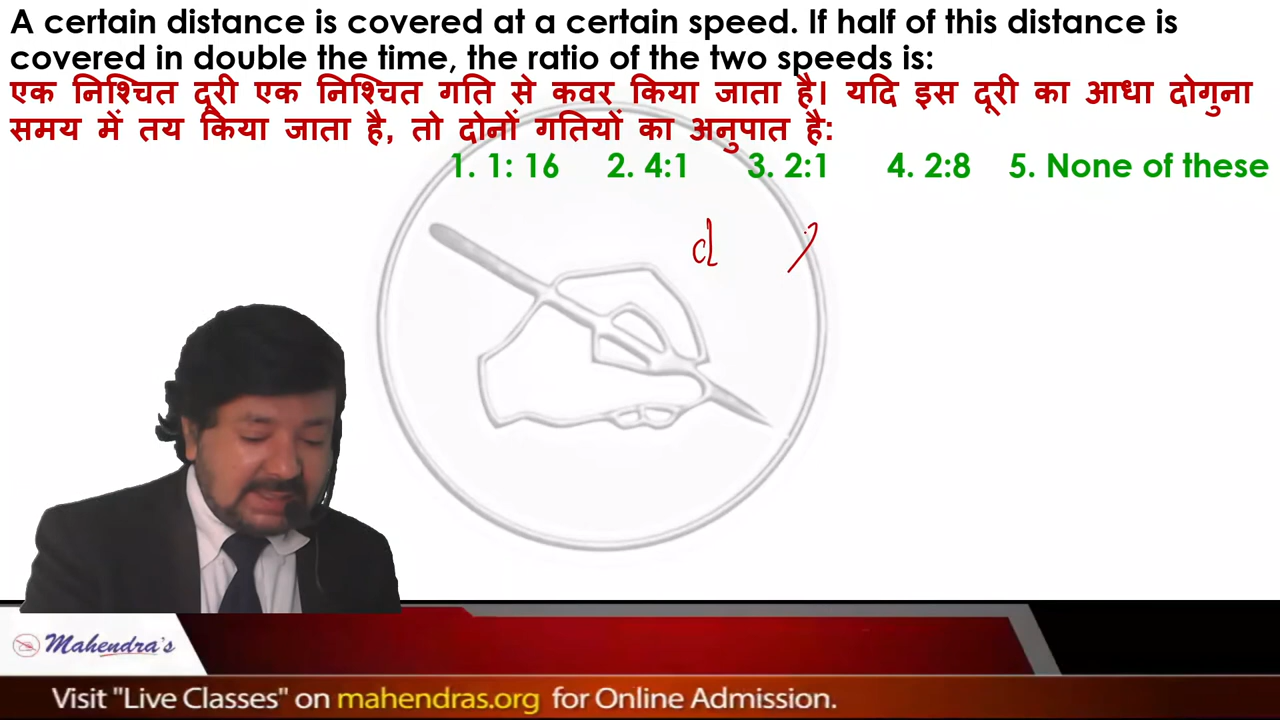 A certain distance is covered at a certain speed. If half of this distance is
covered in double the time, the ratio of the two speeds is:
एक निश्चित दूरी एक निश्चित गति से कवर किया जाता है। यदि इस दूरी का आधा दोगुना
समय में तय किया जाता है, तो दोनों गतियों का अनुपात है:
1. 1: 16 2. 4:1 3. 2:1 4. 2:8 5. None of these
d
Mahendra's
Visit "Live Classes" on mahendras.org for Online Admission.